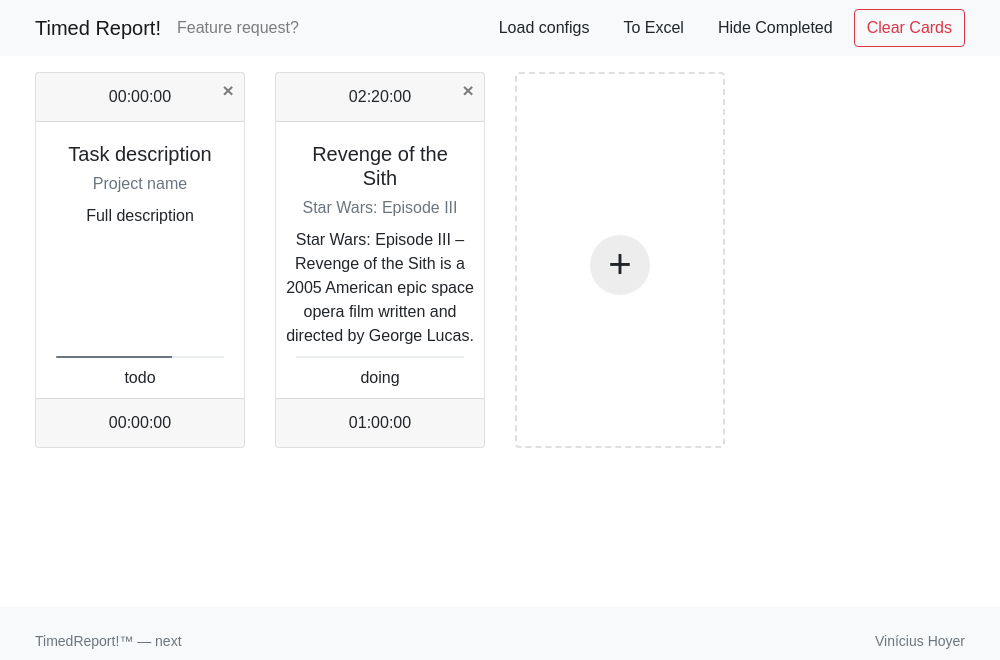 Timed Report! Feature request? Load configs To Excel Hide Completed Clear Cards
00:00:00 ×
Task description
Project name
Full description
todo
00:00:00
02:20:00 ×
Revenge of the
Sith
Star Wars: Episode III
Star Wars: Episode III –
Revenge of the Sith is a
2005 American epic space
opera film written and
directed by George Lucas.
doing
01:00:00
+
TimedReport!™ — next Vinícius Hoyer